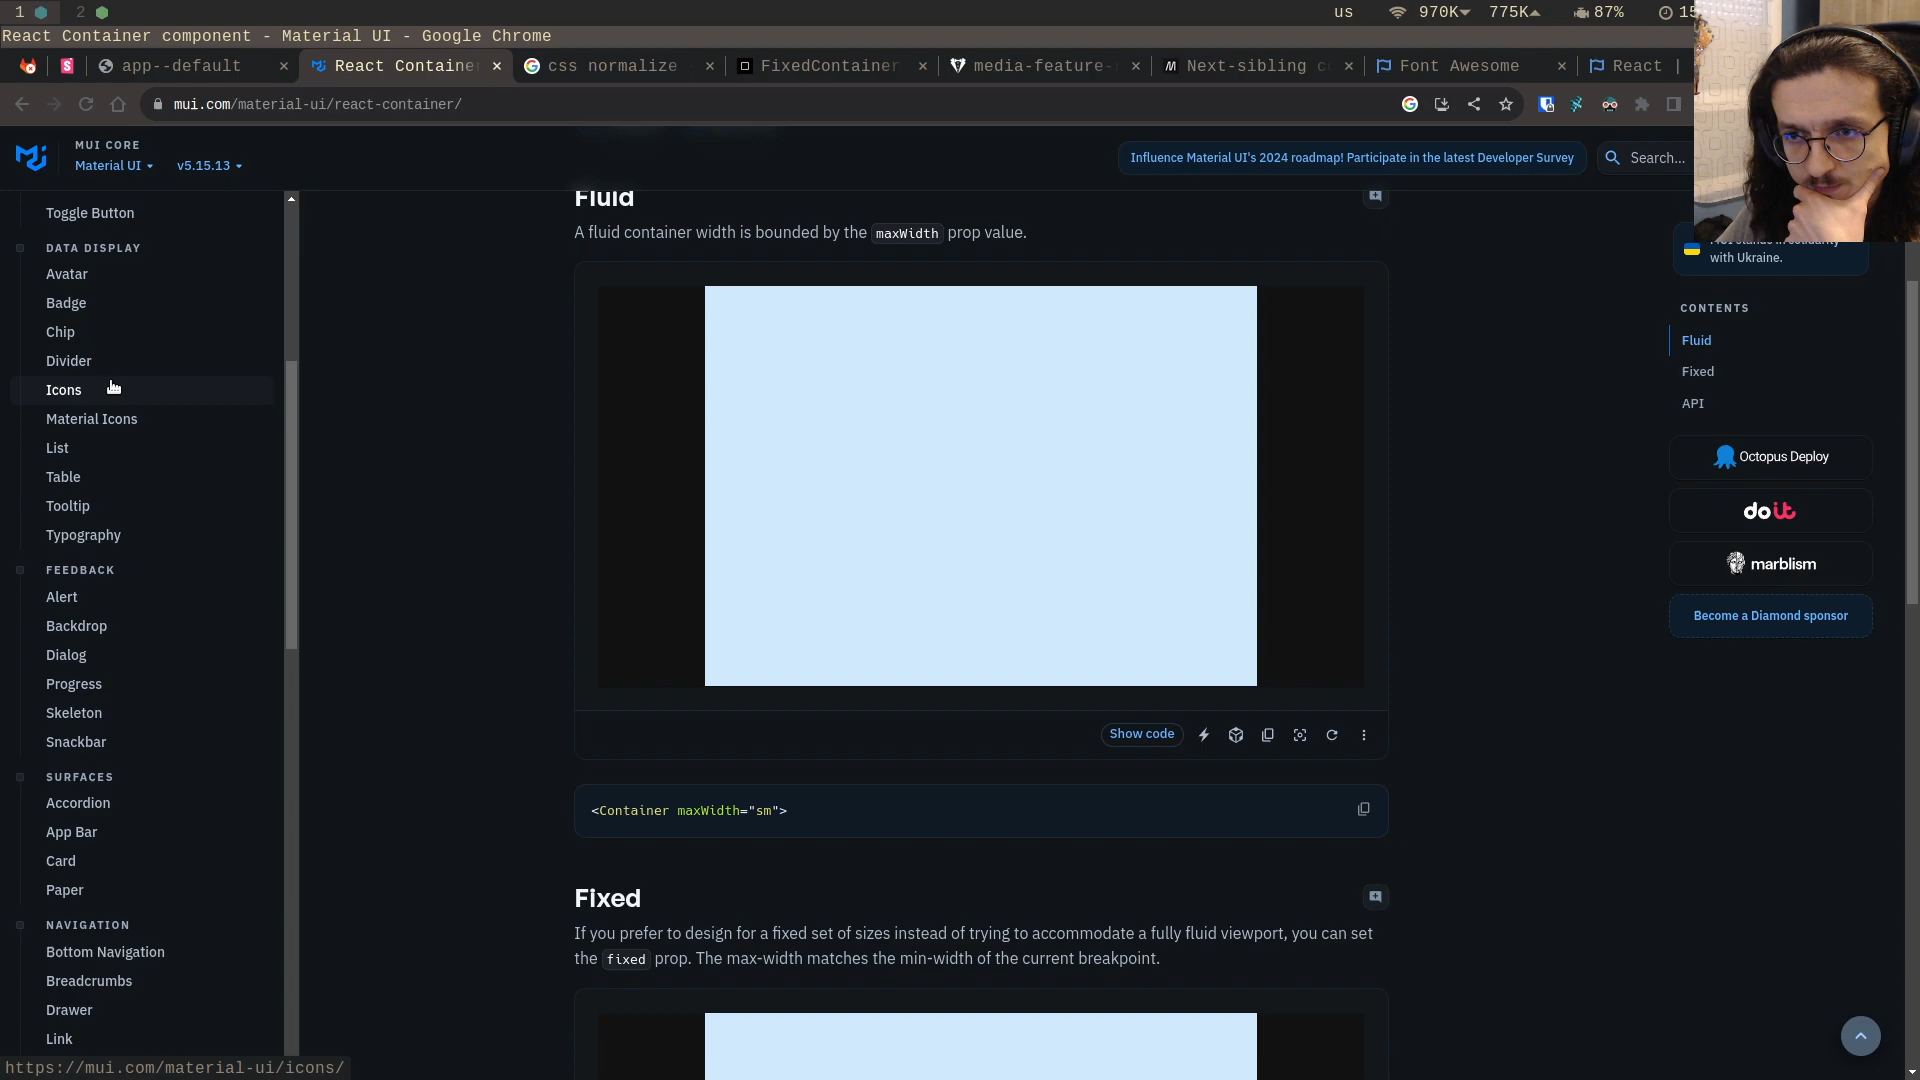 1 2 us 970K 775K 87% 15
React Container component - Material UI - Google Chrome
app--default × React Containe × css normalize × FixedContainer × media-feature- × Next-sibling c × Font Awesome × React |
mui.com/material-ui/react-container/
MUI CORE
Material UI v5.15.13 Influence Material UI's 2024 roadmap! Participate in the latest Developer Survey Search...
Toggle Button
DATA DISPLAY
Avatar
Badge
Chip
Divider
Icons
Material Icons
List
Table
Tooltip
Typography
FEEDBACK
Alert
Backdrop
Dialog
Progress
Skeleton
Snackbar
SURFACES
Accordion
App Bar
Card
Paper
NAVIGATION
Bottom Navigation
Breadcrumbs
Drawer
Link
https://mui.com/material-ui/icons/
Fluid
A fluid container width is bounded by the maxWidth prop value.
Show code
<Container maxWidth="sm">
Fixed
If you prefer to design for a fixed set of sizes instead of trying to accommodate a fully fluid viewport, you can set
the fixed prop. The max-width matches the min-width of the current breakpoint.
with Ukraine.
CONTENTS
Fluid
Fixed
API
Octopus Deploy
doit
marblism
Become a Diamond sponsor